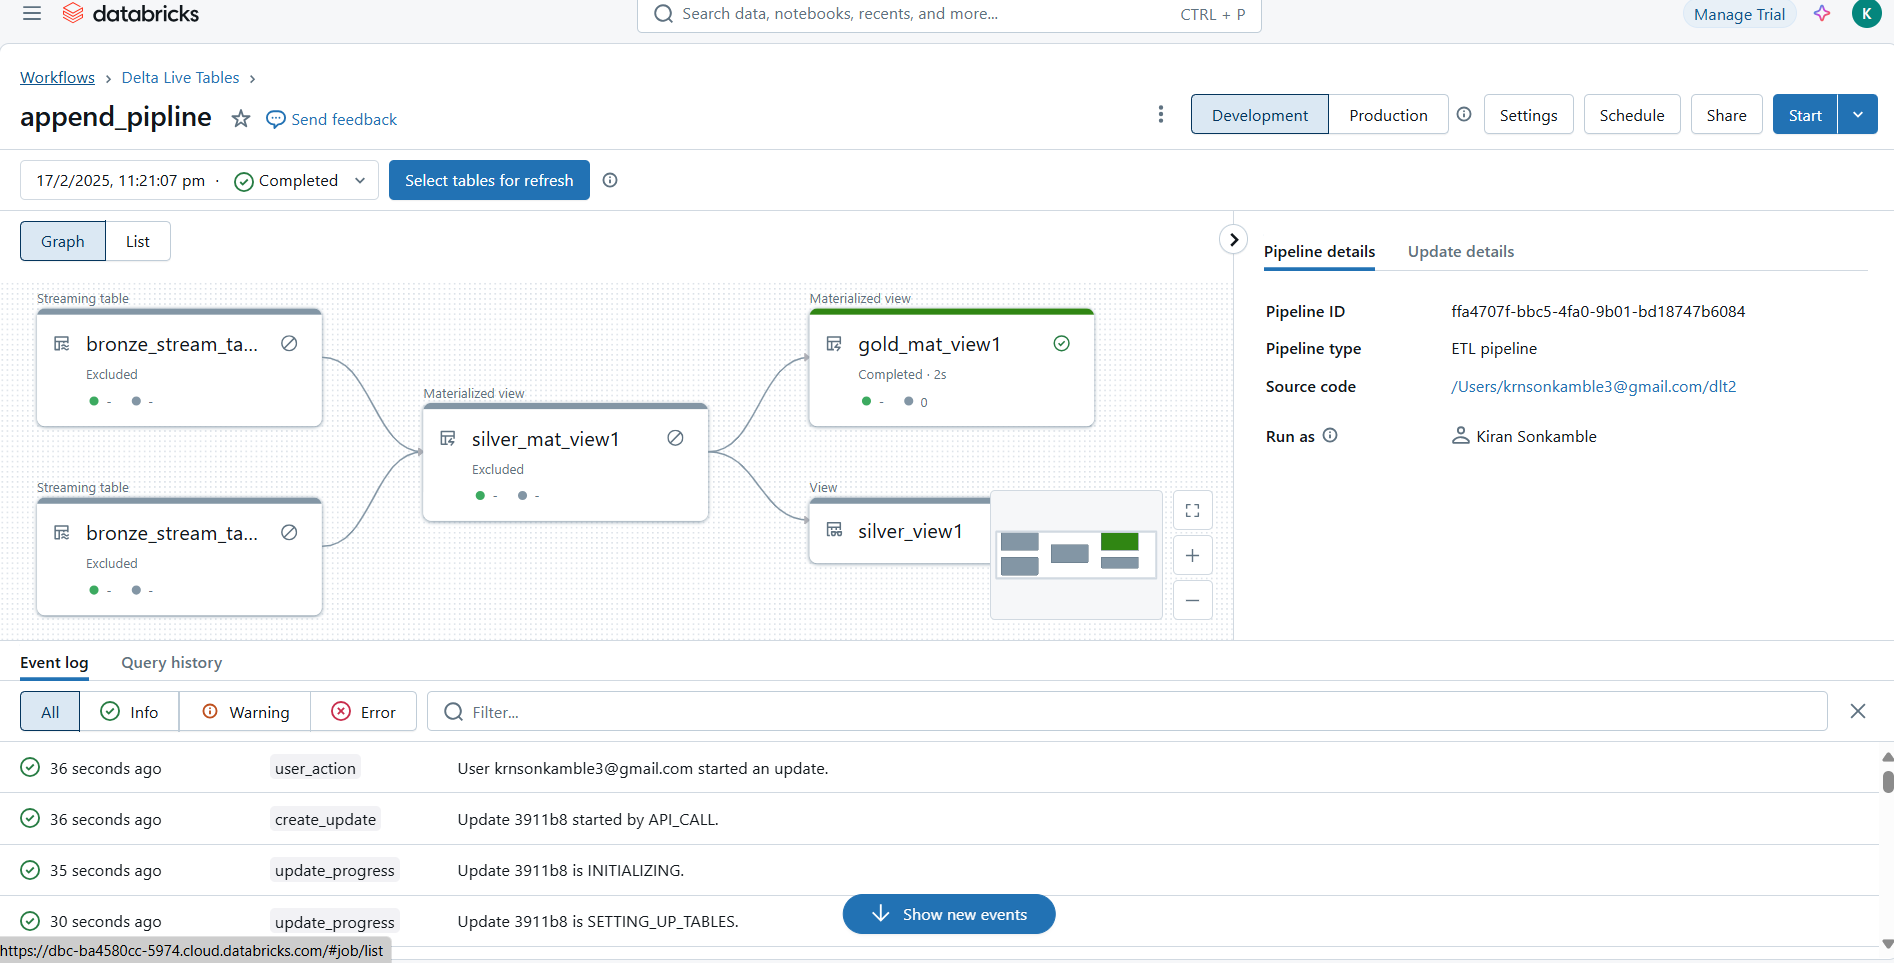 databricks
Search data, notebooks, recents, and more... CTRL + P
Manage Trial
K
Workflows › Delta Live Tables ›
append_pipline
Send feedback
Development
Production
Settings
Schedule
Share
Start
17/2/2025, 11:21:07 pm · Completed
Select tables for refresh
Graph
List
Streaming table
bronze_stream_ta...
Excluded
- -
Streaming table
bronze_stream_ta...
Excluded
- -
Materialized view
silver_mat_view1
Excluded
- -
Materialized view
gold_mat_view1
Completed · 2s
- 0
View
silver_view1
Pipeline details
Update details
Pipeline ID ffa4707f-bbc5-4fa0-9b01-bd18747b6084
Pipeline type ETL pipeline
Source code /Users/krnsonkamble3@gmail.com/dlt2
Run as Kiran Sonkamble
Event log
Query history
All
Info
Warning
Error
Filter...
36 seconds ago user_action User krnsonkamble3@gmail.com started an update.
36 seconds ago create_update Update 3911b8 started by API_CALL.
35 seconds ago update_progress Update 3911b8 is INITIALIZING.
30 seconds ago update_progress Update 3911b8 is SETTING_UP_TABLES.
Show new events
https://dbc-ba4580cc-5974.cloud.databricks.com/#job/list